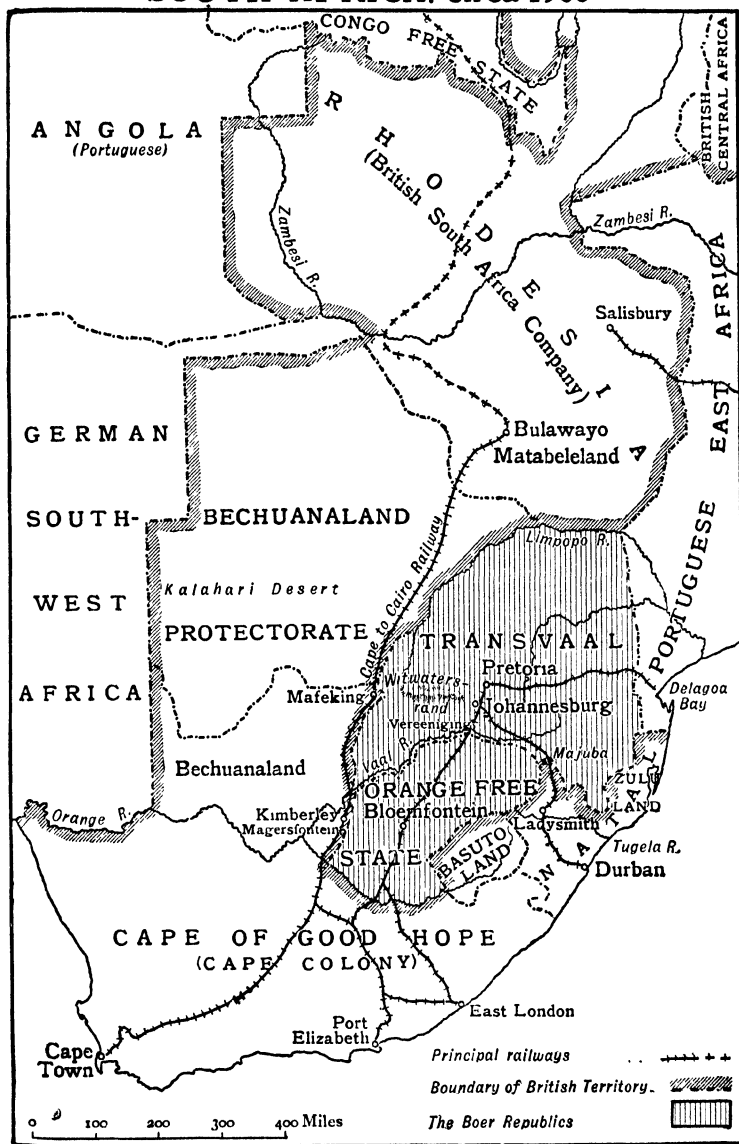 CONGO FREE STATE
ANGOLA
(Portuguese)
RHODESIA
(British South Africa Company)
BRITISH
CENTRAL AFRICA
Zambesi R.
Zambesi R.
Salisbury
PORTUGUESE EAST AFRICA
GERMAN
SOUTH-
WEST
AFRICA
Bulawayo
Matabeleland
BECHUANALAND
Kalahari Desert
PROTECTORATE
Cape to Cairo Railway
Limpopo R.
TRANSVAAL
Pretoria
Witwaters-
rand
Mafeking
Johannesburg
Vereeniging
Delagoa
Bay
Vaal R.
Majuba
Bechuanaland
ORANGE FREE
STATE
Bloemfontein
ZULU
LAND
Orange R.
Kimberley
Magersfontein
Ladysmith
BASUTO
LAND
NATAL
Tugela R.
Durban
CAPE OF GOOD HOPE
(CAPE COLONY)
East London
Port
Elizabeth
Cape
Town
Principal railways
Boundary of British Territory
The Boer Republics
0 100 200 300 400 Miles